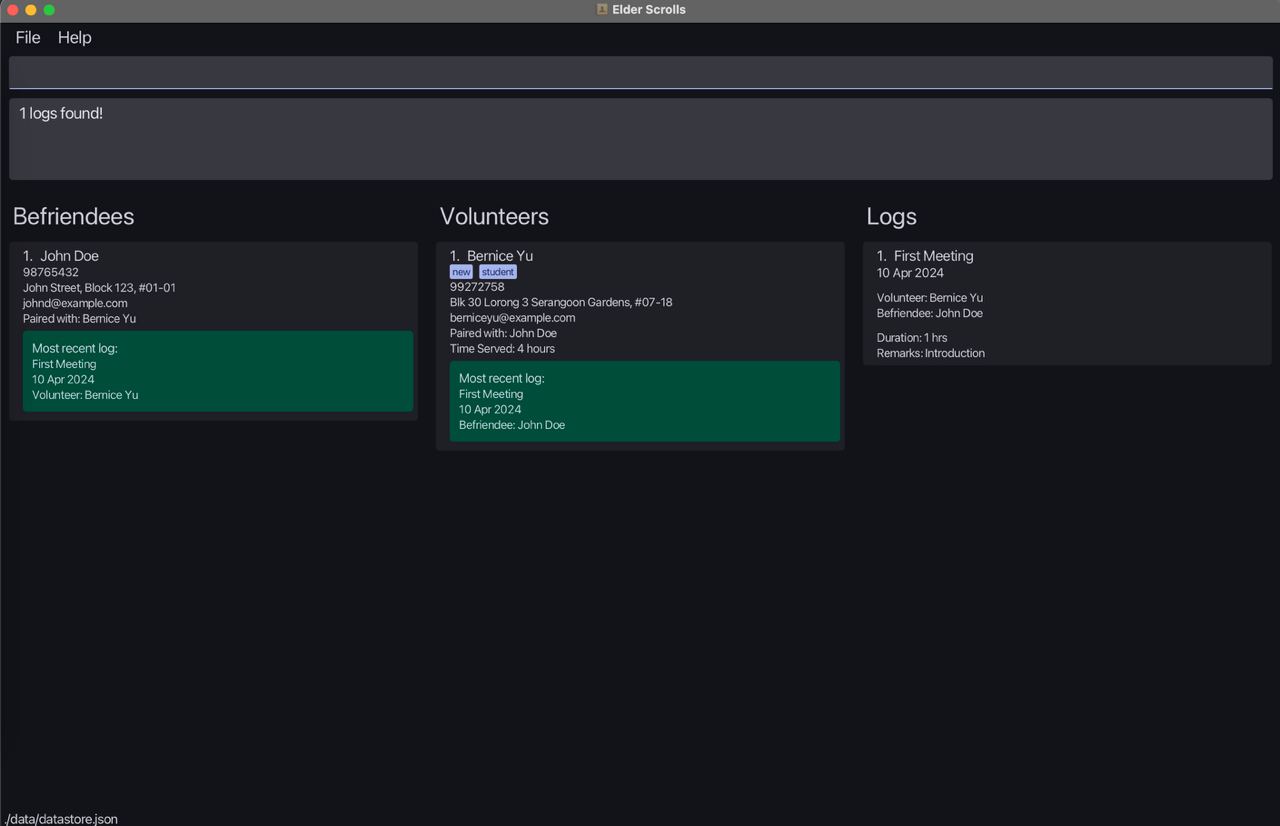 Elder Scrolls
File Help
1 logs found!
Befriendees
1. John Doe
98765432
John Street, Block 123, #01-01
johnd@example.com
Paired with: Bernice Yu
Most recent log:
First Meeting
10 Apr 2024
Volunteer: Bernice Yu
Volunteers
1. Bernice Yu
new student
99272758
Blk 30 Lorong 3 Serangoon Gardens, #07-18
berniceyu@example.com
Paired with: John Doe
Time Served: 4 hours
Most recent log:
First Meeting
10 Apr 2024
Befriendee: John Doe
Logs
1. First Meeting
10 Apr 2024
Volunteer: Bernice Yu
Befriendee: John Doe
Duration: 1 hrs
Remarks: Introduction
./data/datastore.json